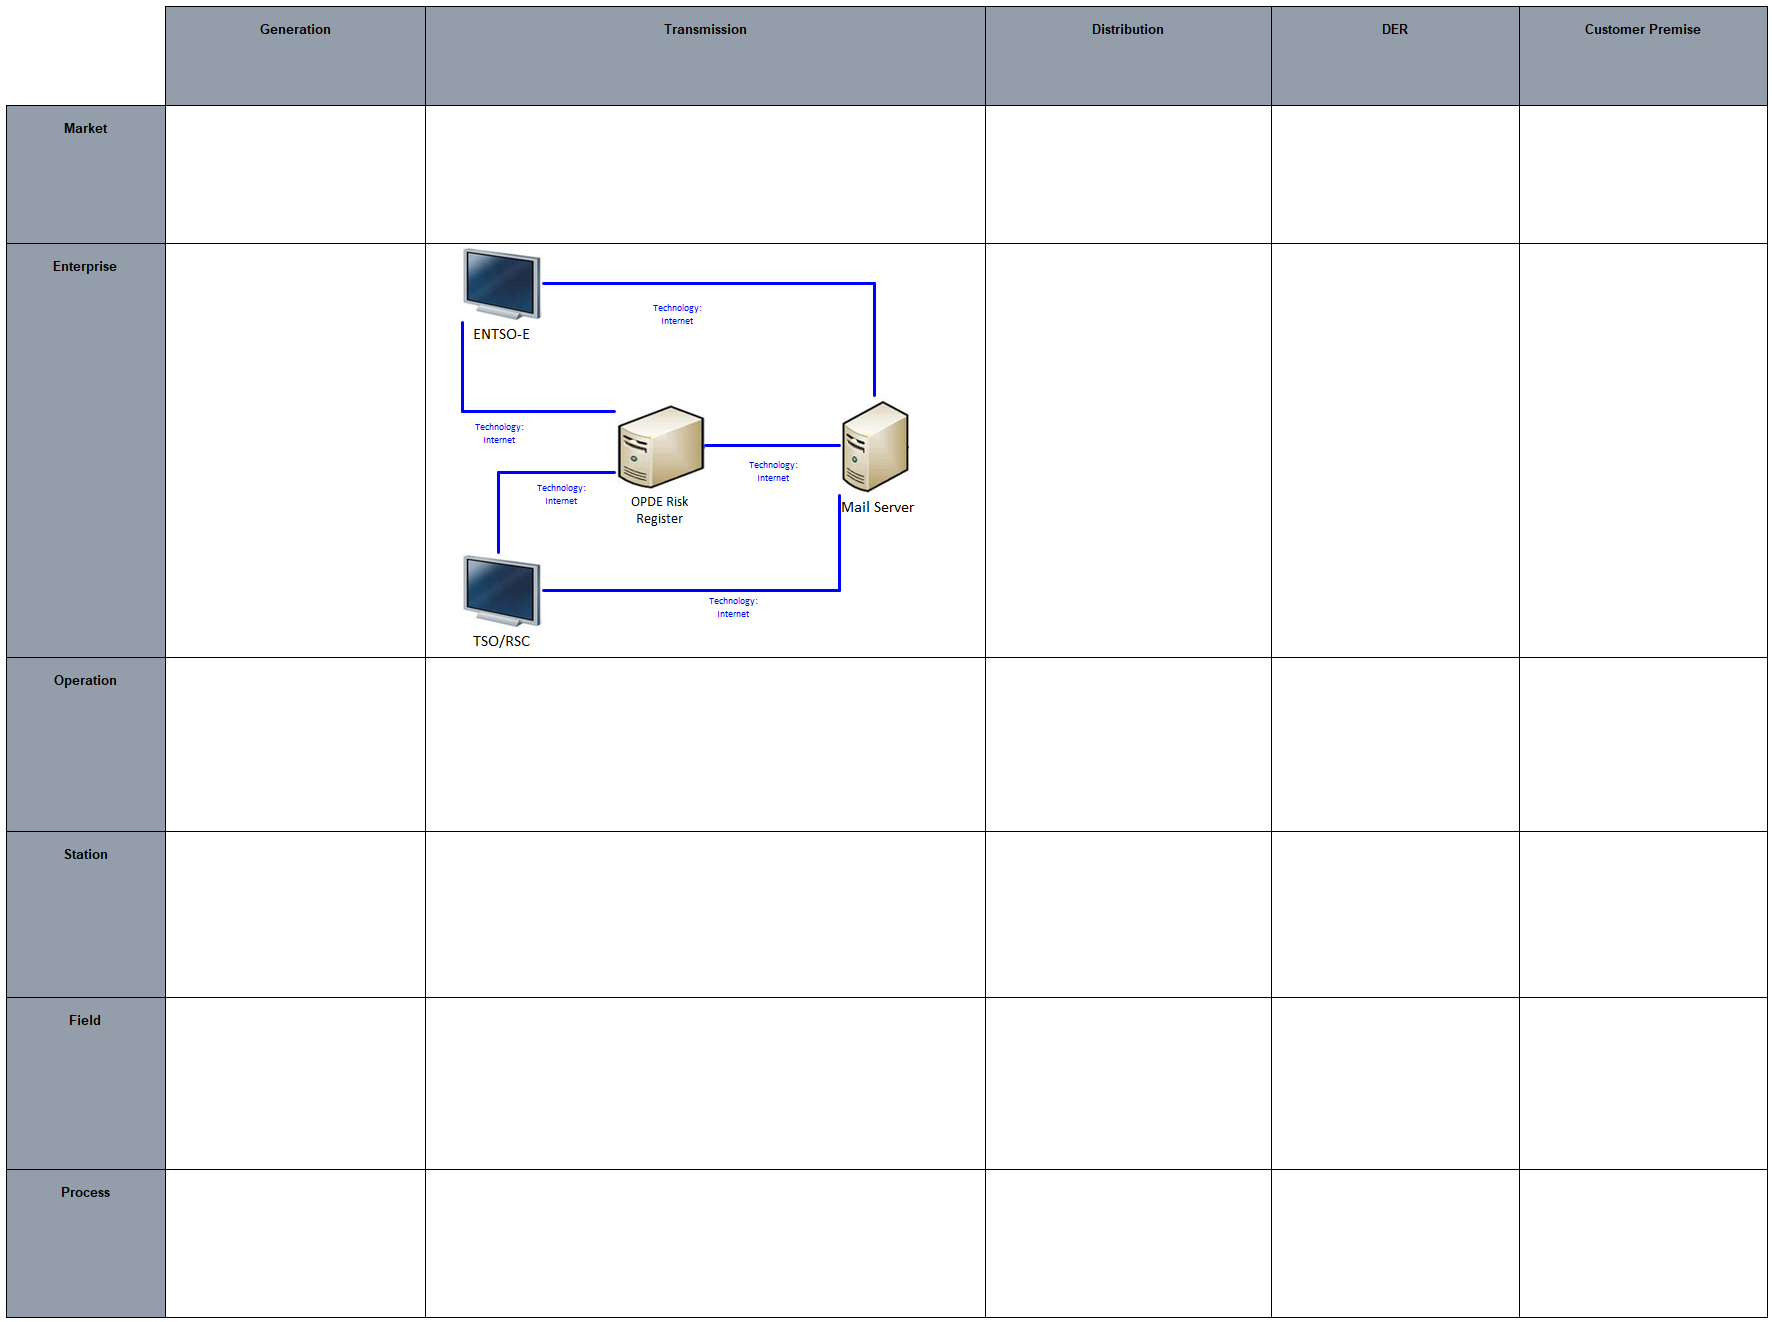 Generation
Transmission
Distribution
DER
Customer Premise
Market
Enterprise
ENTSO-E
Technology:
Internet
Technology:
Internet
OPDE Risk
Register
Technology:
Internet
Mail Server
Technology:
Internet
TSO/RSC
Technology:
Internet
Operation
Station
Field
Process